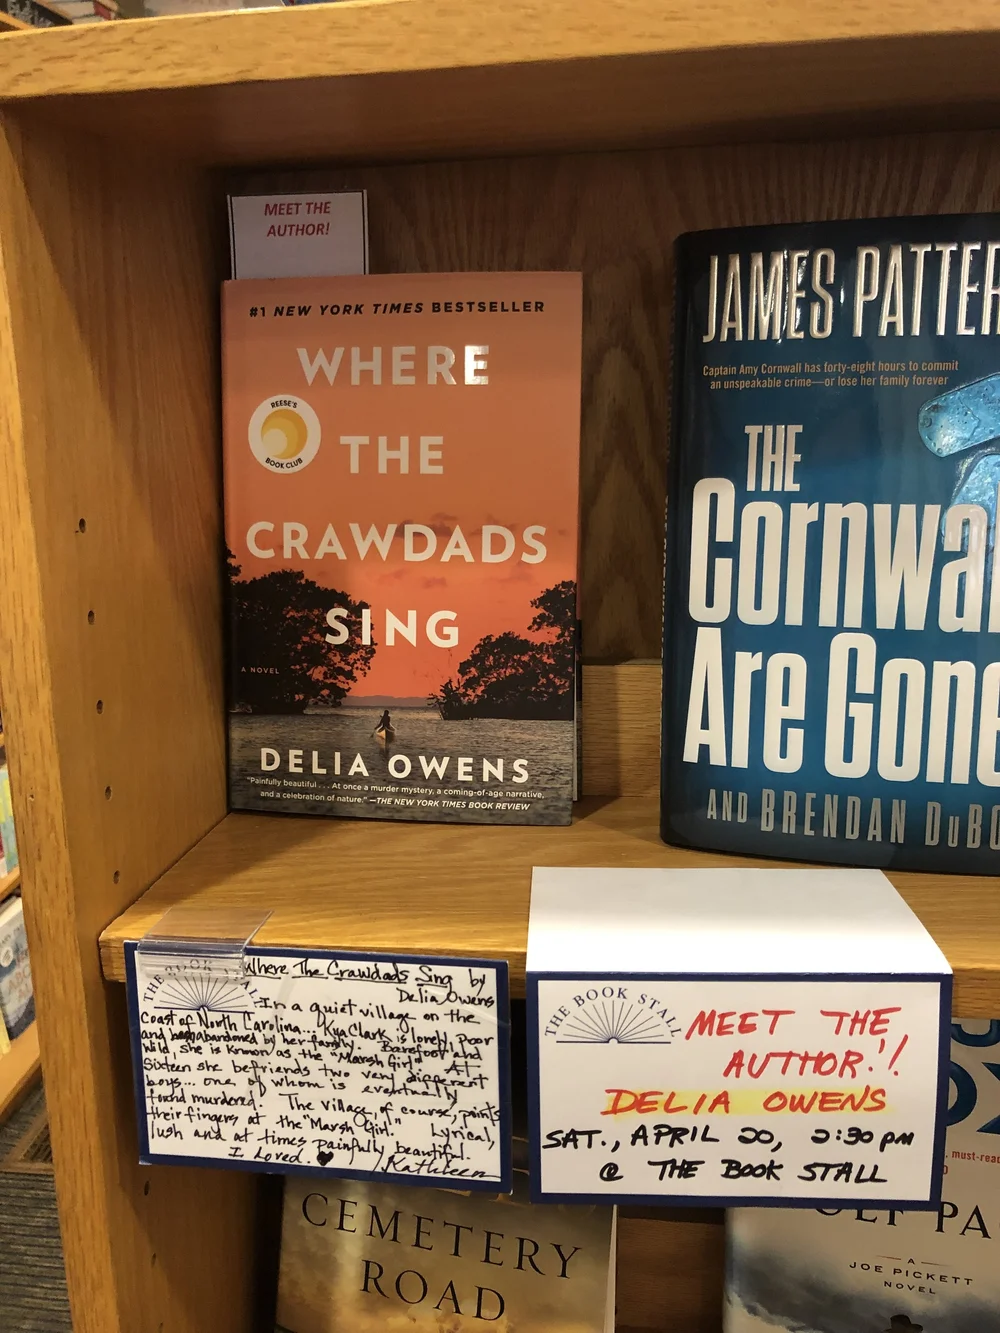 MEET THE
AUTHOR!
#1 NEW YORK TIMES BESTSELLER
WHERE
THE
CRAWDADS
SING
REESE'S
BOOK CLUB
A NOVEL
DELIA OWENS
"Painfully beautiful . . . At once a murder mystery, a coming-of-age narrative,
and a celebration of nature." —THE NEW YORK TIMES BOOK REVIEW
JAMES PATTER
Captain Amy Cornwall has forty-eight hours to commit
an unspeakable crime—or lose her family forever
THE
Cornwa
Are Gone
AND BRENDAN DUBO
THE BOOK STALL
Where The Crawdads Sing by
Delia Owens
In a quiet village on the
Coast of North Carolina... Kya Clark is lonely, poor
and abandoned by her family. Barefoot and
wild, she is known as the "Marsh Girl". At
Sixteen she befriends two very different
boys... one of whom is eventually
found murdered. The village, of course, points
their fingers at the "Marsh Girl". Lyrical,
lush and at times painfully beautiful.
I Loved. ♥
Kathleen
THE BOOK STALL
MEET THE
AUTHOR!!
DELIA OWENS
SAT., APRIL 20, 2:30 pm
@ THE BOOK STALL
CEMETERY
ROAD
must-read
PA
A
JOE PICKETT
NOVEL